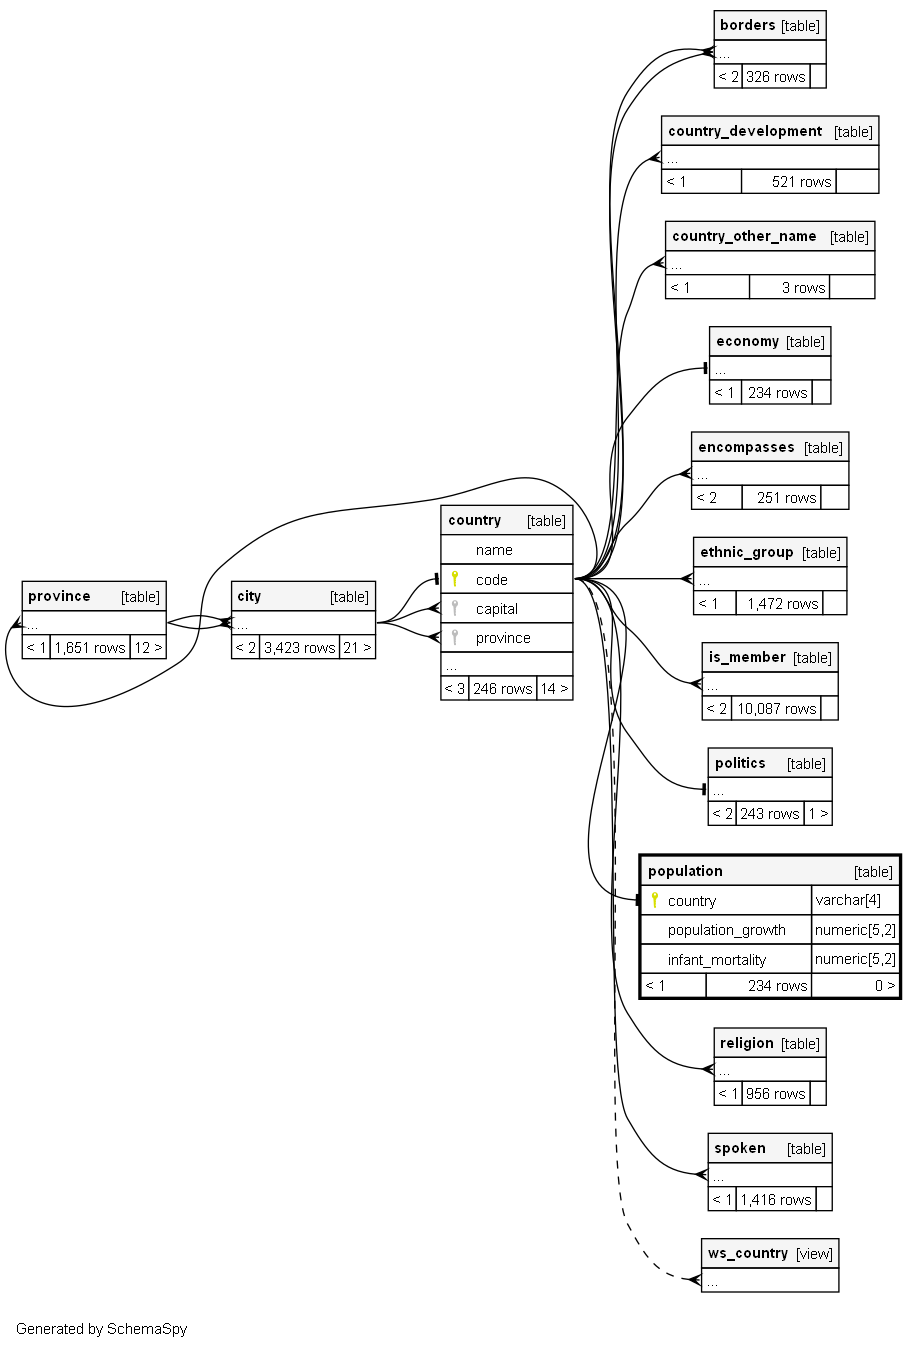 borders [table]
...
< 2 326 rows
country_development [table]
...
< 1 521 rows
country_other_name [table]
...
< 1 3 rows
economy [table]
...
< 1 234 rows
encompasses [table]
...
< 2 251 rows
country [table]
name
code
capital
province
...
< 3 246 rows 14 >
ethnic_group [table]
...
< 1 1,472 rows
province [table]
...
< 1 1,651 rows 12 >
city [table]
...
< 2 3,423 rows 21 >
is_member [table]
...
< 2 10,087 rows
politics [table]
...
< 2 243 rows 1 >
population [table]
country varchar[4]
population_growth numeric[5,2]
infant_mortality numeric[5,2]
< 1 234 rows 0 >
religion [table]
...
< 1 956 rows
spoken [table]
...
< 1 1,416 rows
ws_country [view]
...
Generated by SchemaSpy